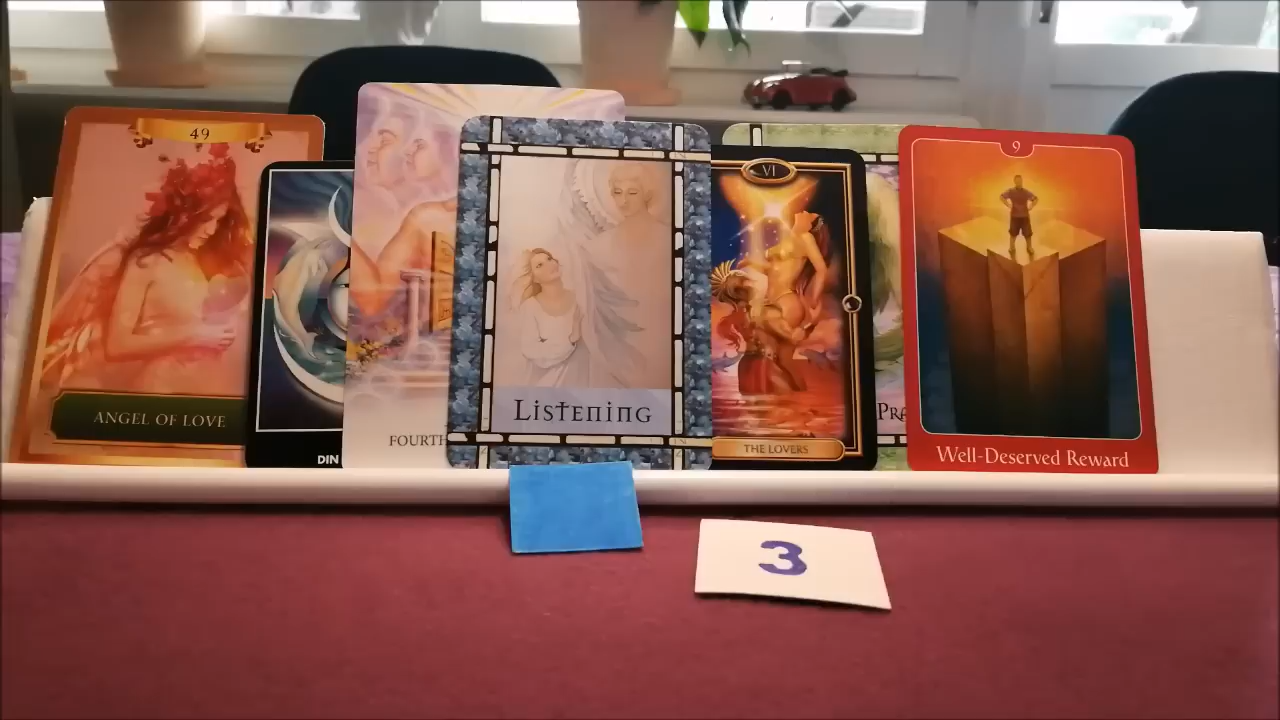 49
ANGEL OF LOVE
DIN
FOURTH
Listening
VI
THE LOVERS
PRA
9
Well-Deserved Reward
3